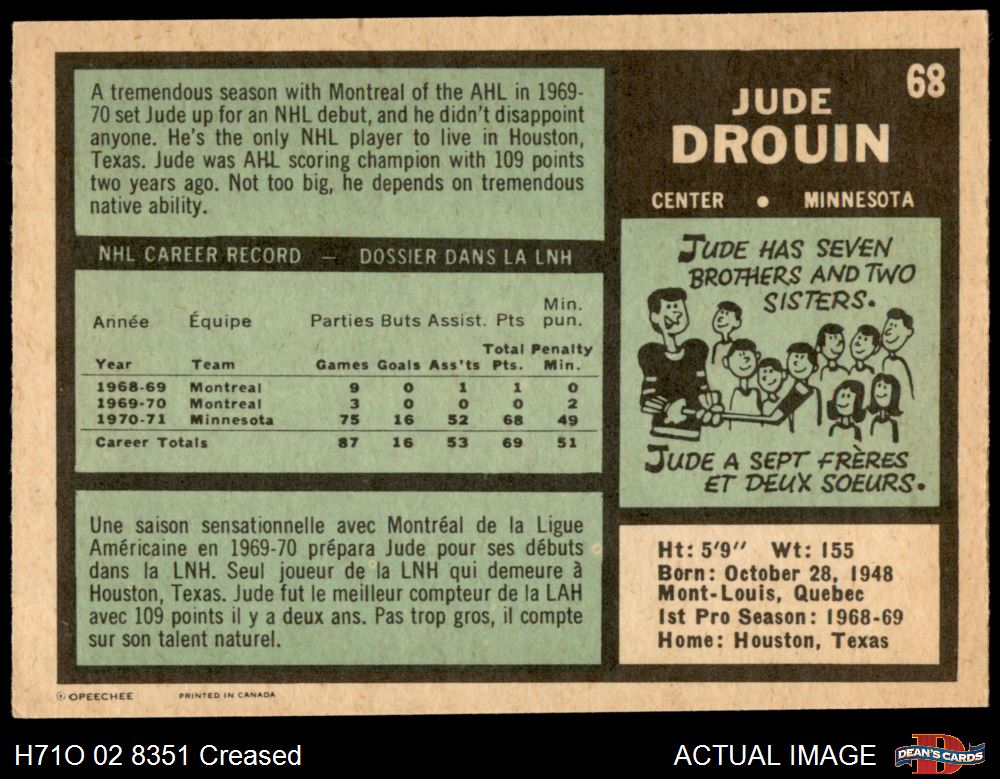 68
JUDE
DROUIN
CENTER • MINNESOTA
A tremendous season with Montreal of the AHL in 1969-
70 set Jude up for an NHL debut, and he didn't disappoint
anyone. He's the only NHL player to live in Houston,
Texas. Jude was AHL scoring champion with 109 points
two years ago. Not too big, he depends on tremendous
native ability.
NHL CAREER RECORD — DOSSIER DANS LA LNH
Année Équipe Parties Buts Assist. Pts Min. pun.
Year Team Games Goals Ass'ts Total Pts. Penalty Min.
1968-69 Montreal 9 0 1 1 0
1969-70 Montreal 3 0 0 0 2
1970-71 Minnesota 75 16 52 68 49
Career Totals 87 16 53 69 51
Une saison sensationnelle avec Montréal de la Ligue
Américaine en 1969-70 prépara Jude pour ses débuts
dans la LNH. Seul joueur de la LNH qui demeure à
Houston, Texas. Jude fut le meilleur compteur de la LAH
avec 109 points il y a deux ans. Pas trop gros, il compte
sur son talent naturel.
JUDE HAS SEVEN
BROTHERS AND TWO
SISTERS.
JUDE A SEPT FRÈRES
ET DEUX SOEURS.
Ht: 5'9" Wt: 155
Born: October 28, 1948
Mont-Louis, Quebec
1st Pro Season: 1968-69
Home: Houston, Texas
© OPEECHEE PRINTED IN CANADA
H71O 02 8351 Creased
ACTUAL IMAGE
DEAN'S CARDS